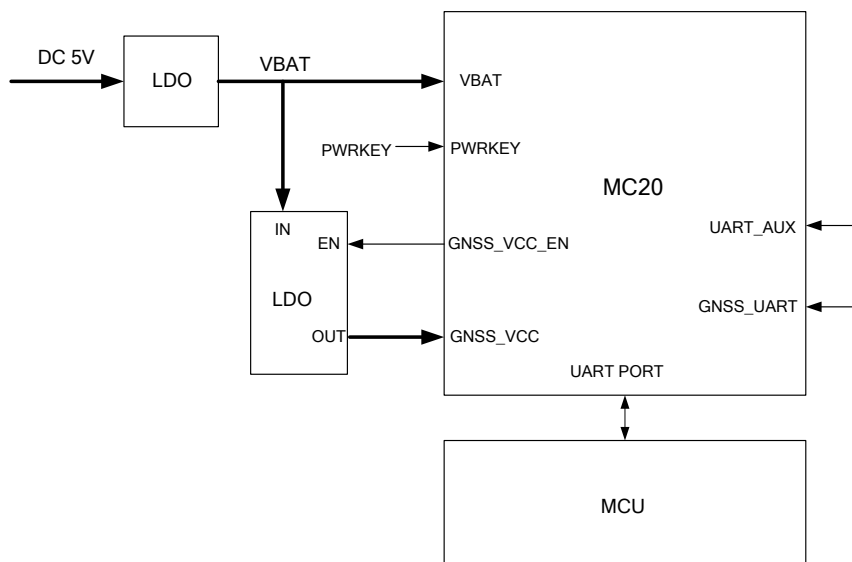 DC 5V
LDO
VBAT
VBAT
PWRKEY
PWRKEY
MC20
IN
EN
GNSS_VCC_EN
UART_AUX
LDO
GNSS_UART
OUT
GNSS_VCC
UART PORT
MCU